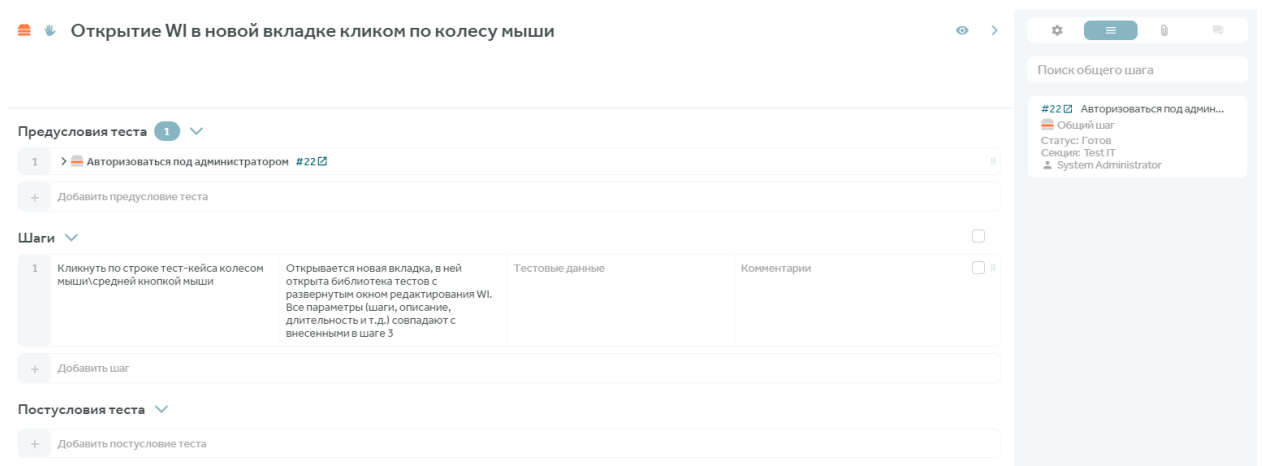 Открытие WI в новой вкладке кликом по колесу мыши
Поиск общего шага
#22 Авторизоваться под админ...
Общий шаг
Статус: Готов
Секция: Test IT
System Administrator
Предусловия теста 1
1 Авторизоваться под администратором #22
+ Добавить предусловие теста
Шаги
1 Кликнуть по строке тест-кейса колесом
мыши\средней кнопкой мыши
Открывается новая вкладка, в ней
открыта библиотека тестов с
развернутым окном редактирования WI.
Все параметры (шаги, описание,
длительность и т.д.) совпадают с
внесенными в шаге 3
Тестовые данные
Комментарии
+ Добавить шаг
Постусловия теста
+ Добавить постусловие теста